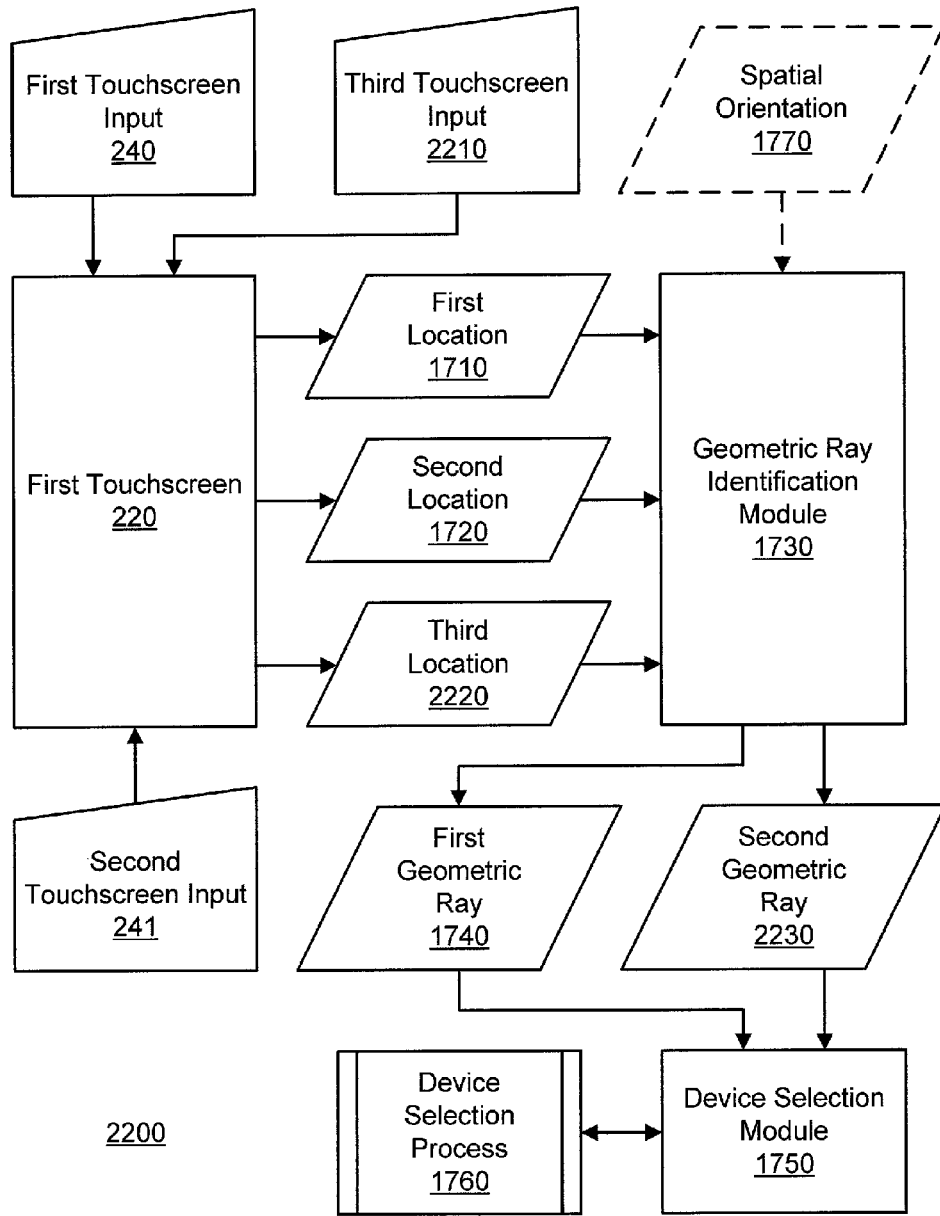 First Touchscreen
Input
240
Third Touchscreen
Input
2210
Spatial
Orientation
1770
First
Location
1710
First Touchscreen
220
Second
Location
1720
Geometric Ray
Identification
Module
1730
Third
Location
2220
Second
Touchscreen Input
241
First
Geometric
Ray
1740
Second
Geometric
Ray
2230
2200
Device
Selection
Process
1760
Device Selection
Module
1750